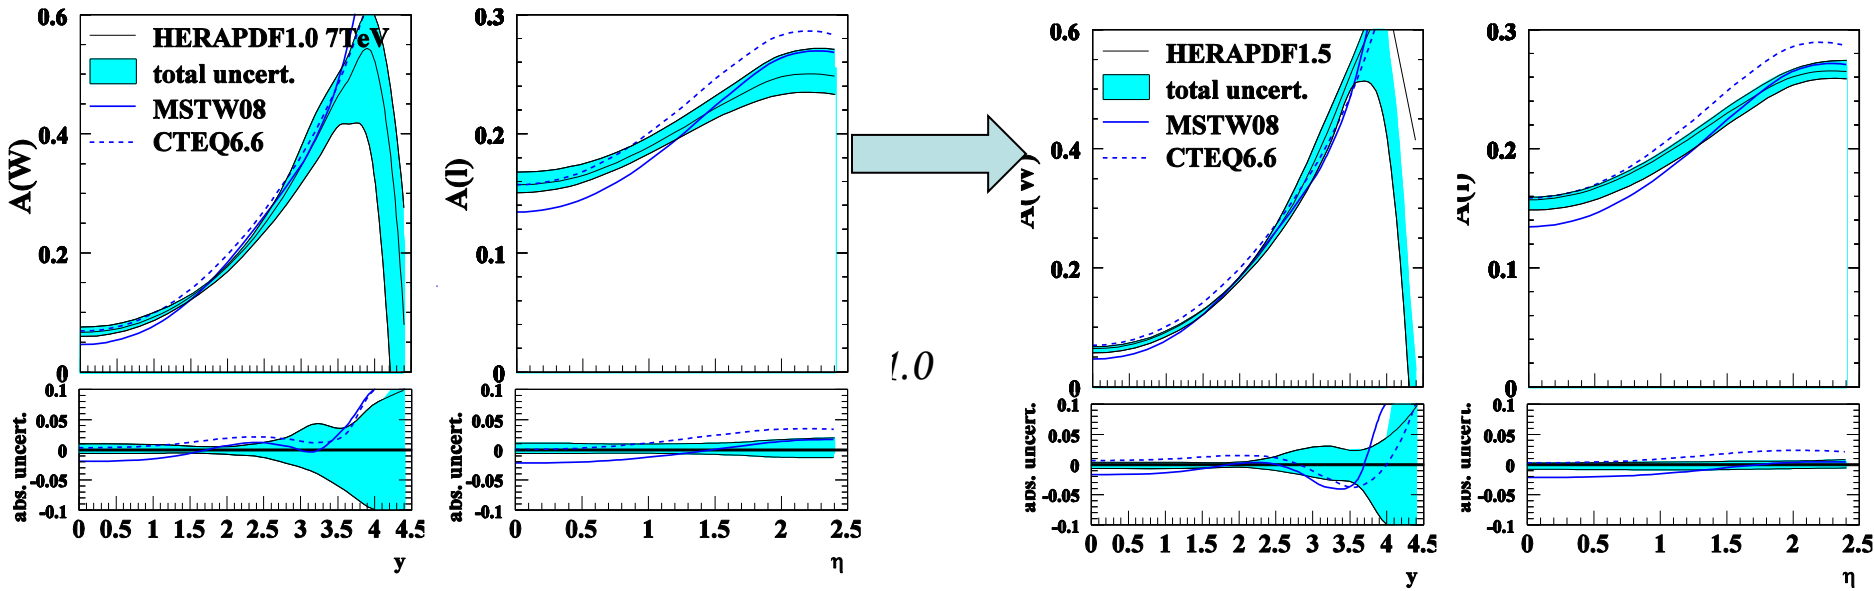 0.6
HERAPDF1.0 7TeV
total uncert.
MSTW08
CTEQ6.6
0.4
0.2
0
A(W)
0.1
0.05
0
-0.05
-0.1
abs. uncert.
0 0.5 1 1.5 2 2.5 3 3.5 4 4.5
y
0.3
0.2
0.1
0
A(l)
0.1
0.05
0
-0.05
-0.1
abs. uncert.
0 0.5 1 1.5 2 2.5
η
1.0
0.6
HERAPDF1.5
total uncert.
MSTW08
CTEQ6.6
0.4
0.2
0
A(W)
0.1
0.05
0
-0.05
-0.1
abs. uncert.
0 0.5 1 1.5 2 2.5 3 3.5 4 4.5
y
0.3
0.2
0.1
0
A(l)
0.1
0.05
0
-0.05
-0.1
abs. uncert.
0 0.5 1 1.5 2 2.5
η